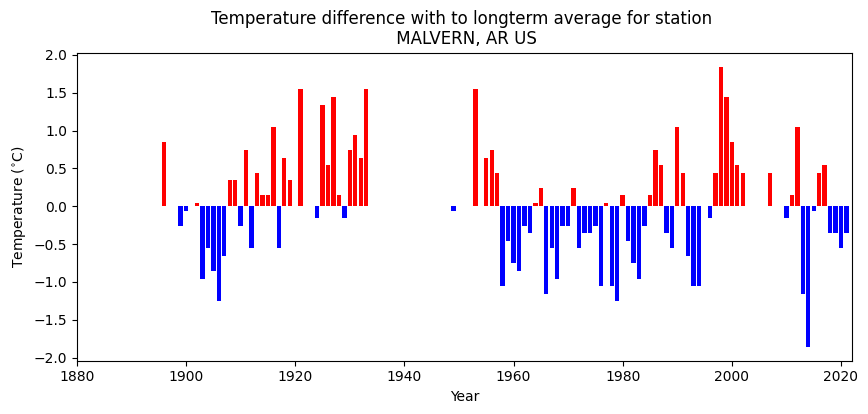 Temperature difference with to longterm average for station
MALVERN, AR US
Temperature (°C)
2.0
1.5
1.0
0.5
0.0
−0.5
−1.0
−1.5
−2.0
1880 1900 1920 1940 1960 1980 2000 2020
Year